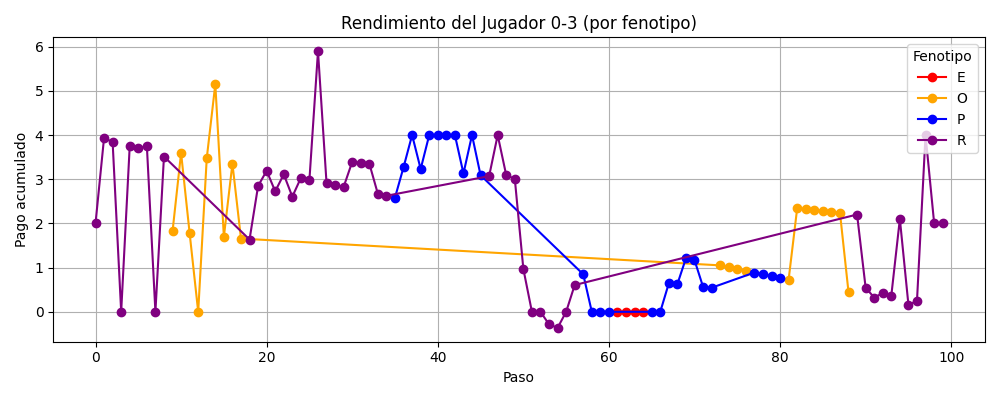 Rendimiento del Jugador 0-3 (por fenotipo)
Pago acumulado
6
5
4
3
2
1
0
0 20 40 60 80 100
Paso
Fenotipo
E
O
P
R